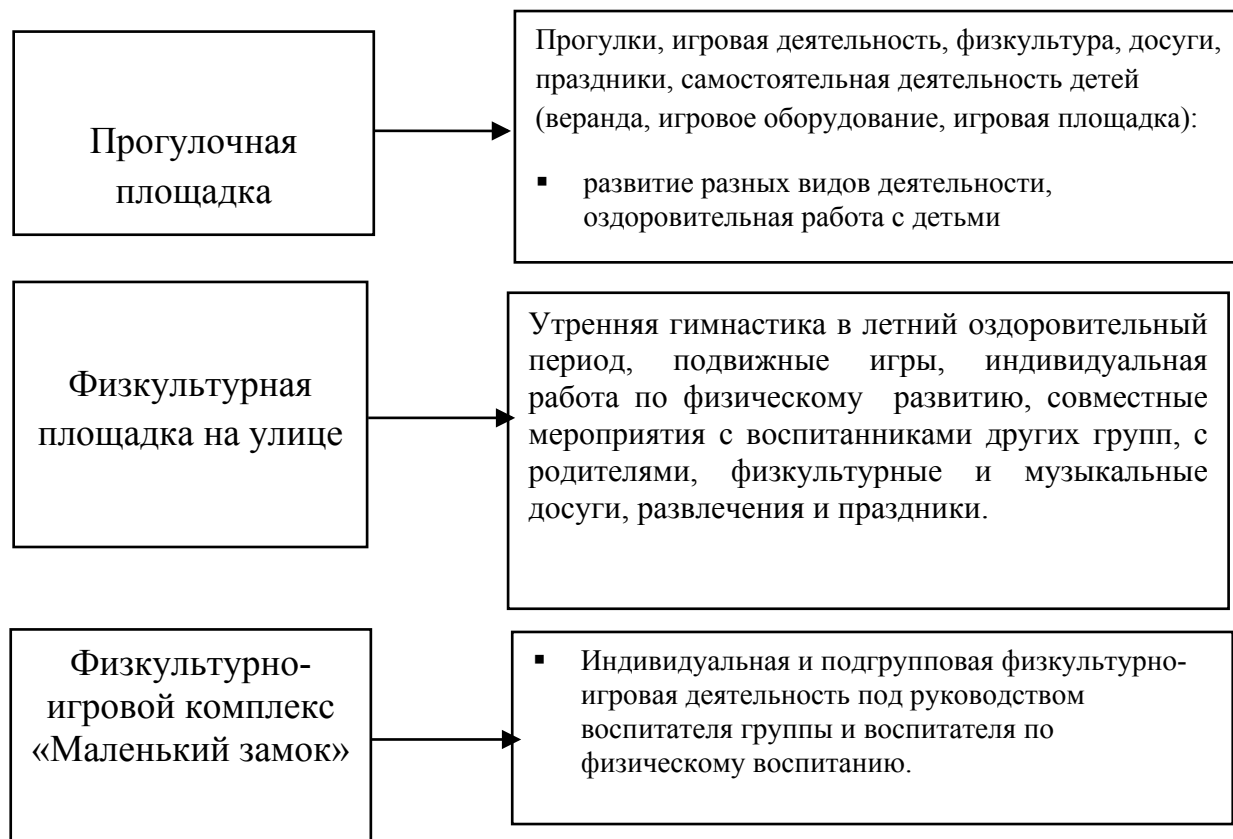 Прогулочная
площадка
Прогулки, игровая деятельность, физкультура, досуги,
праздники, самостоятельная деятельность детей
(веранда, игровое оборудование, игровая площадка):
▪ развитие разных видов деятельности,
оздоровительная работа с детьми
Физкультурная
площадка на улице
Утренняя гимнастика в летний оздоровительный
период, подвижные игры, индивидуальная
работа по физическому развитию, совместные
мероприятия с воспитанниками других групп, с
родителями, физкультурные и музыкальные
досуги, развлечения и праздники.
Физкультурно-
игровой комплекс
«Маленький замок»
▪ Индивидуальная и подгрупповая физкультурно-
игровая деятельность под руководством
воспитателя группы и воспитателя по
физическому воспитанию.